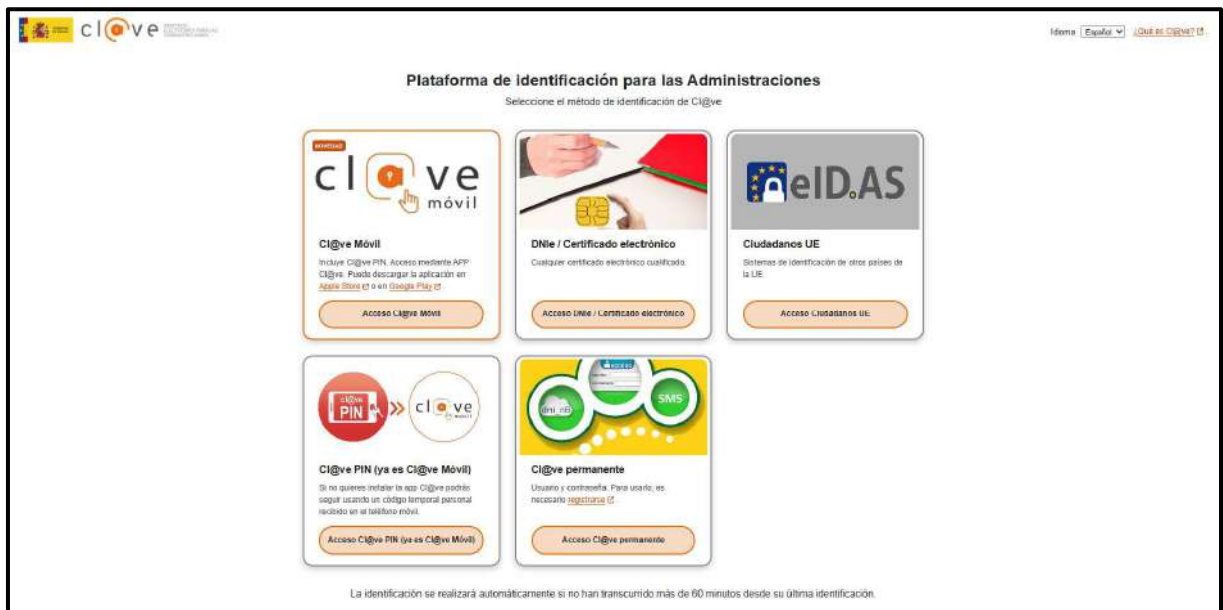 cl@ve
Idioma Español ¿Qué es Cl@ve?
Plataforma de identificación para las Administraciones
Seleccione el método de identificación de Cl@ve
NOVEDAD
cl@ve
móvil
Cl@ve Móvil
Incluye Cl@ve PIN. Acceso mediante APP
Cl@ve. Puede descargar la aplicación en
Apple Store o en Google Play
Acceso Cl@ve Móvil
DNIe / Certificado electrónico
Cualquier certificado electrónico cualificado.
Acceso DNIe / Certificado electrónico
eID.AS
Ciudadanos UE
Sistemas de identificación de otros países de
la UE
Acceso Ciudadanos UE
cl@ve
PIN
cl@ve
móvil
Cl@ve PIN (ya es Cl@ve Móvil)
Si no quieres instalar la app Cl@ve podrás
seguir usando un código temporal personal
recibido en el teléfono móvil.
Acceso Cl@ve PIN (ya es Cl@ve Móvil)
SMS
Cl@ve permanente
Usuario y contraseña. Para usarlo, es
necesario registrarse
Acceso Cl@ve permanente
La identificación se realizará automáticamente si no han transcurrido más de 60 minutos desde su última identificación.